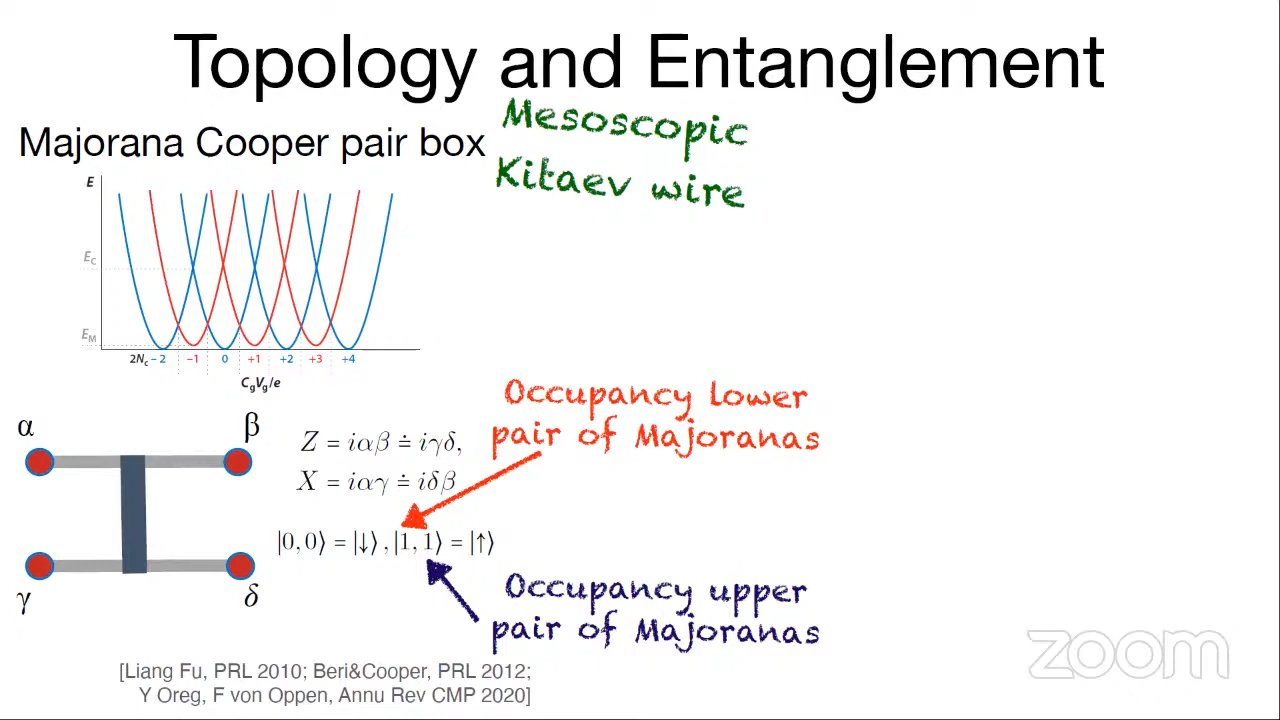 Topology and Entanglement
Majorana Cooper pair box
Mesoscopic
Kitaev wire
E
E_C
E_M
2N_c −2 −1 0 +1 +2 +3 +4
C_gV_g/e
Occupancy lower
pair of Majoranas
α β
Z = iαβ ≐ iγδ,
X = iαγ ≐ iδβ
|0, 0⟩ = |↓⟩ , |1, 1⟩ = |↑⟩
γ δ
Occupancy upper
pair of Majoranas
[Liang Fu, PRL 2010; Beri&Cooper, PRL 2012;
Y Oreg, F von Oppen, Annu Rev CMP 2020]
zoom